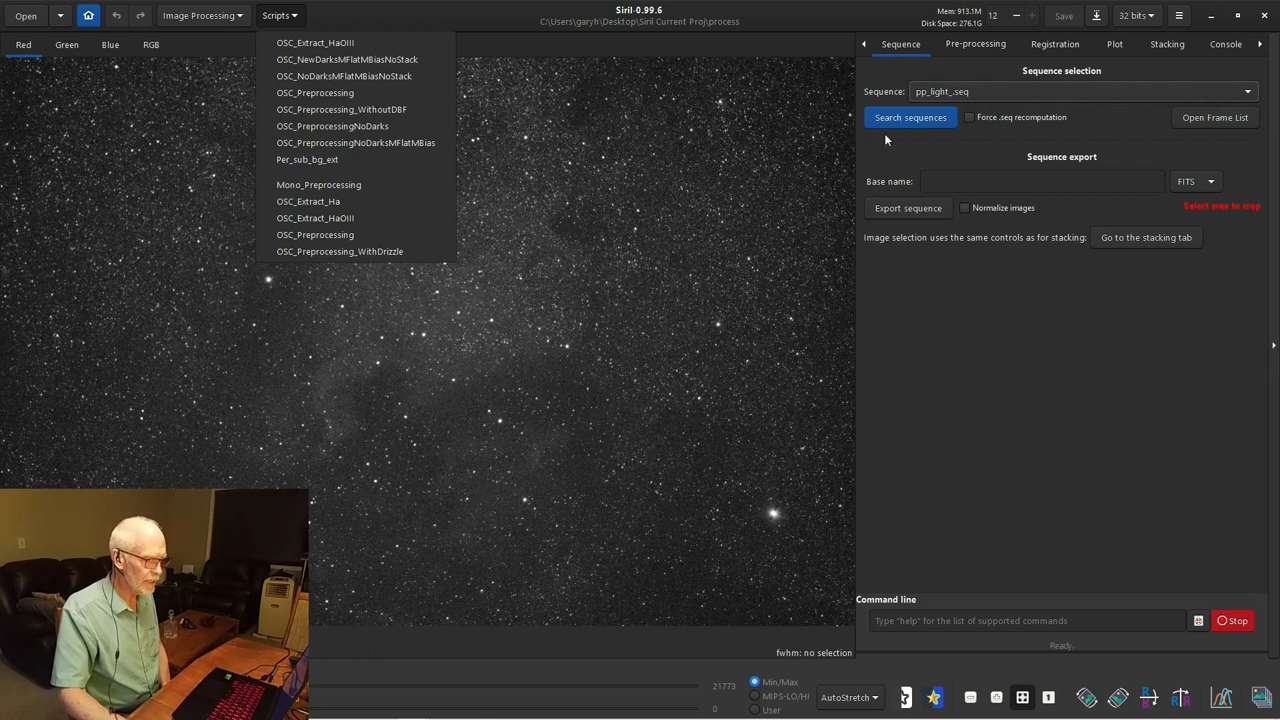 Open
Image Processing
Scripts
Siril-0.99.6
C:\Users\garyh\Desktop\Siril Current Proj\process
Mem: 913.1M
Disk Space: 276.1G
12
Save
32 bits
Red
Green
Blue
RGB
OSC_Extract_HaOIII
OSC_NewDarksMFlatMBiasNoStack
OSC_NoDarksMFlatMBiasNoStack
OSC_Preprocessing
OSC_Preprocessing_WithoutDBF
OSC_PreprocessingNoDarks
OSC_PreprocessingNoDarksMFlatMBias
Per_sub_bg_ext
Mono_Preprocessing
OSC_Extract_Ha
OSC_Extract_HaOIII
OSC_Preprocessing
OSC_Preprocessing_WithDrizzle
Sequence
Pre-processing
Registration
Plot
Stacking
Console
Sequence selection
Sequence: pp_light_.seq
Search sequences
Force .seq recomputation
Open Frame List
Sequence export
Base name:
FITS
Export sequence
Normalize images
Select area to crop
Image selection uses the same controls as for stacking:
Go to the stacking tab
Command line
Type "help" for the list of supported commands
Stop
Ready.
fwhm: no selection
21773
0
Min/Max
MIPS-LO/HI
User
AutoStretch
1